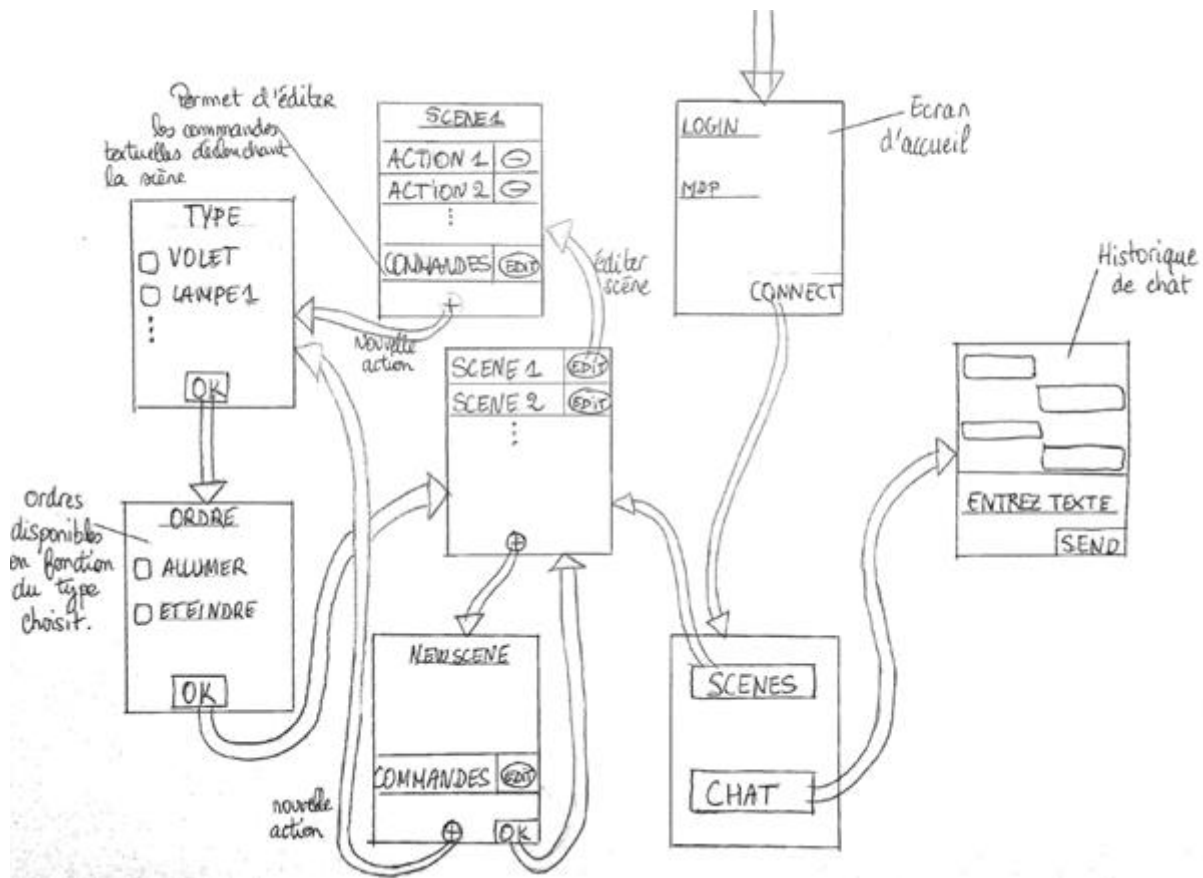 Permet d'éditer
les commandes
textuelles déclenchant
la scène
SCENE1
ACTION 1
ACTION 2
COMMANDES EDIT
+
Nouvelle
action
TYPE
VOLET
LAMPE1
OK
Ordres
disponibles
en fonction
du type
choisit.
ORDRE
ALLUMER
ETEINDRE
OK
éditer
scène
SCENE 1 EDIT
SCENE 2 EDIT
+
NEWSCENE
COMMANDES EDIT
+ OK
nouvelle
action
LOGIN
MDP
CONNECT
Ecran
d'accueil
SCENES
CHAT
Historique
de chat
ENTREZ TEXTE
SEND